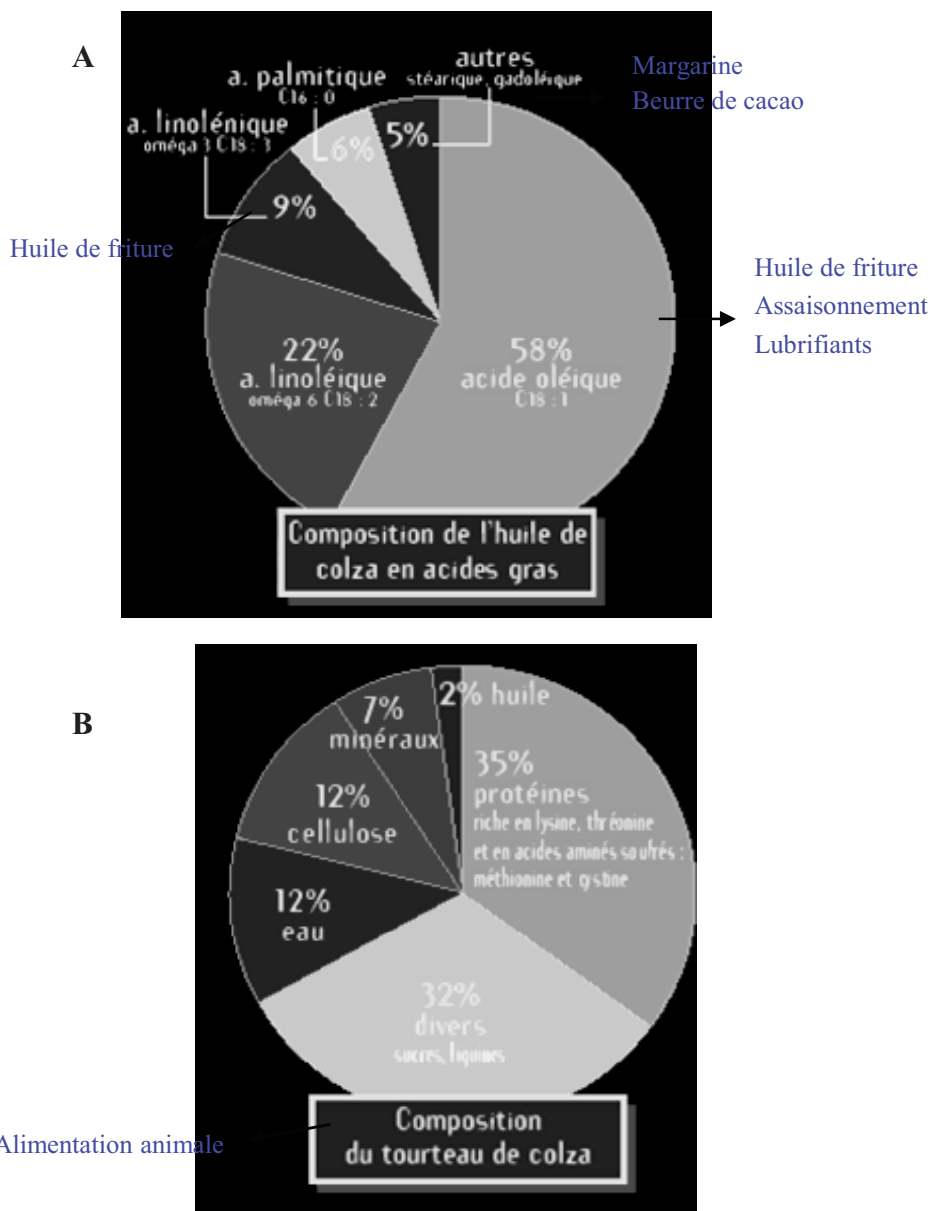 A
autres
stéarique, gadoléique
Margarine
Beurre de cacao
a. palmitique
C16 : 0
a. linolénique
oméga 3 C18 : 3
5%
6%
9%
Huile de friture
Huile de friture
Assaisonnement
Lubrifiants
22%
a. linoléique
oméga 6 C18 : 2
58%
acide oléique
C18 : 1
Composition de l'huile de
colza en acides gras
B
2% huile
7%
minéraux
35%
protéines
riche en lysine, thréonine
et en acides aminés soufrés :
méthionine et cystine
12%
cellulose
12%
eau
32%
divers
sucres, liguines
Composition
du tourteau de colza
Alimentation animale